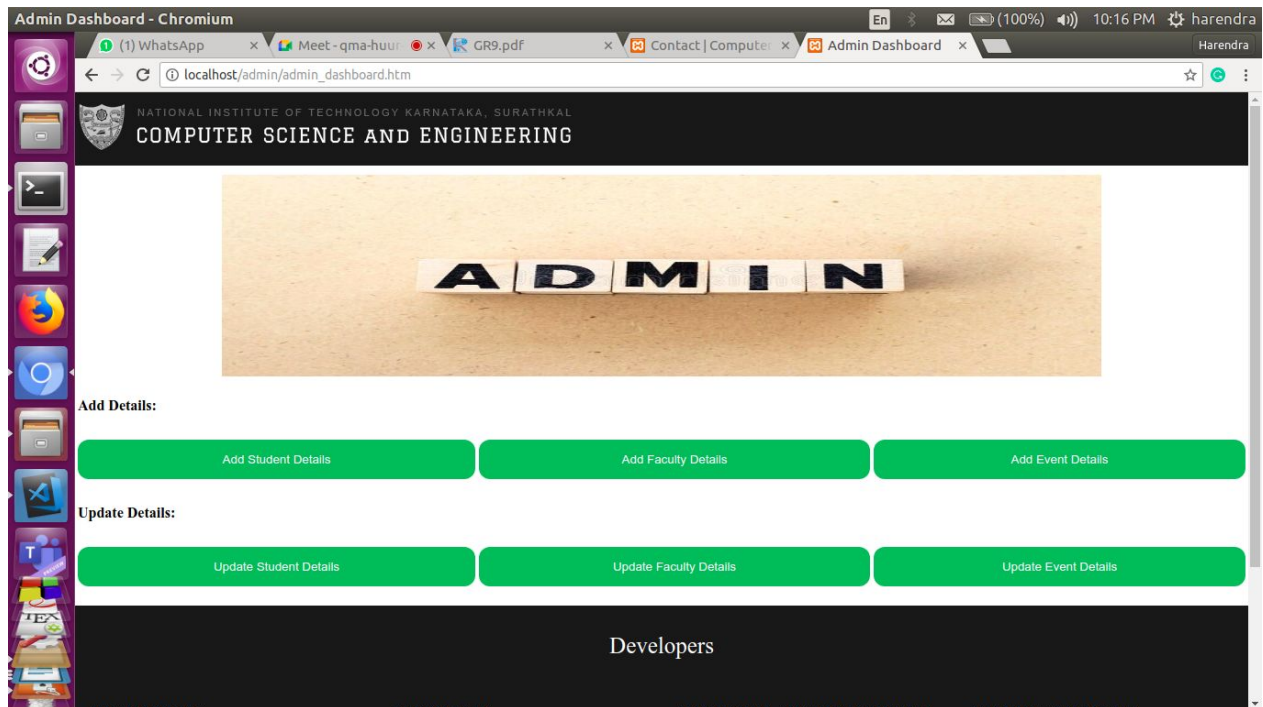 Admin Dashboard - Chromium
En (100%) 10:16 PM harendra
(1) WhatsApp × Meet - qma-huur × GR9.pdf × Contact | Computer × Admin Dashboard × Harendra
localhost/admin/admin_dashboard.htm
NATIONAL INSTITUTE OF TECHNOLOGY KARNATAKA, SURATHKAL
COMPUTER SCIENCE AND ENGINEERING
ADMIN
Add Details:
Add Student Details Add Faculty Details Add Event Details
Update Details:
Update Student Details Update Faculty Details Update Event Details
Developers
T
PREVIEW
TEX